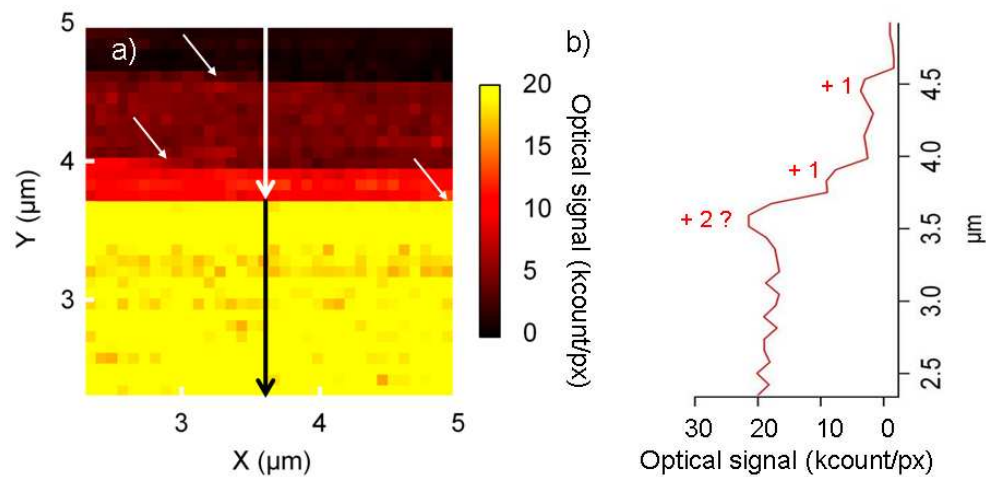 a)
5
4
3
Y (µm)
3
4
5
X (µm)
20
15
10
5
0
Optical signal (kcount/px)
b)
+ 1
+ 1
+ 2 ?
4.5
4.0
3.5
3.0
2.5
µm
30
20
10
0
Optical signal (kcount/px)